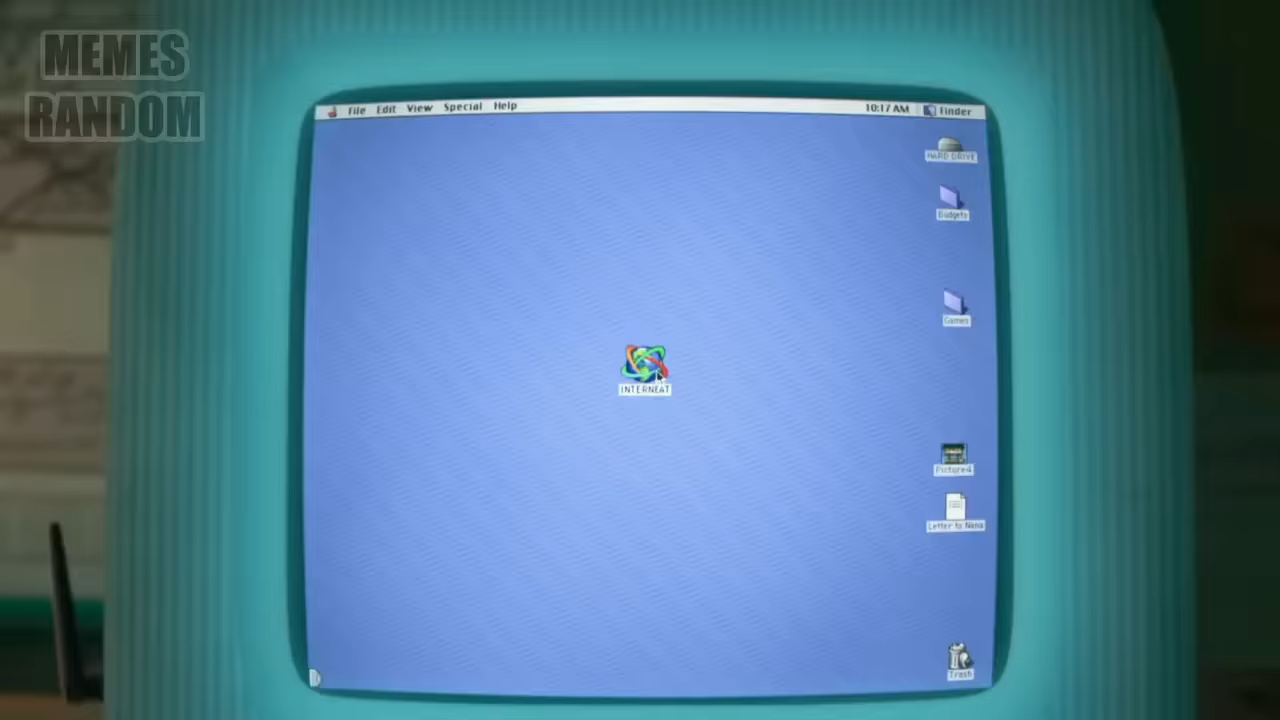 MEMES
RANDOM
File Edit View Special Help 10:17 AM Finder
HARD DRIVE
Budgets
Games
INTERNEAT
Picture4
Letter to Nana
Trash